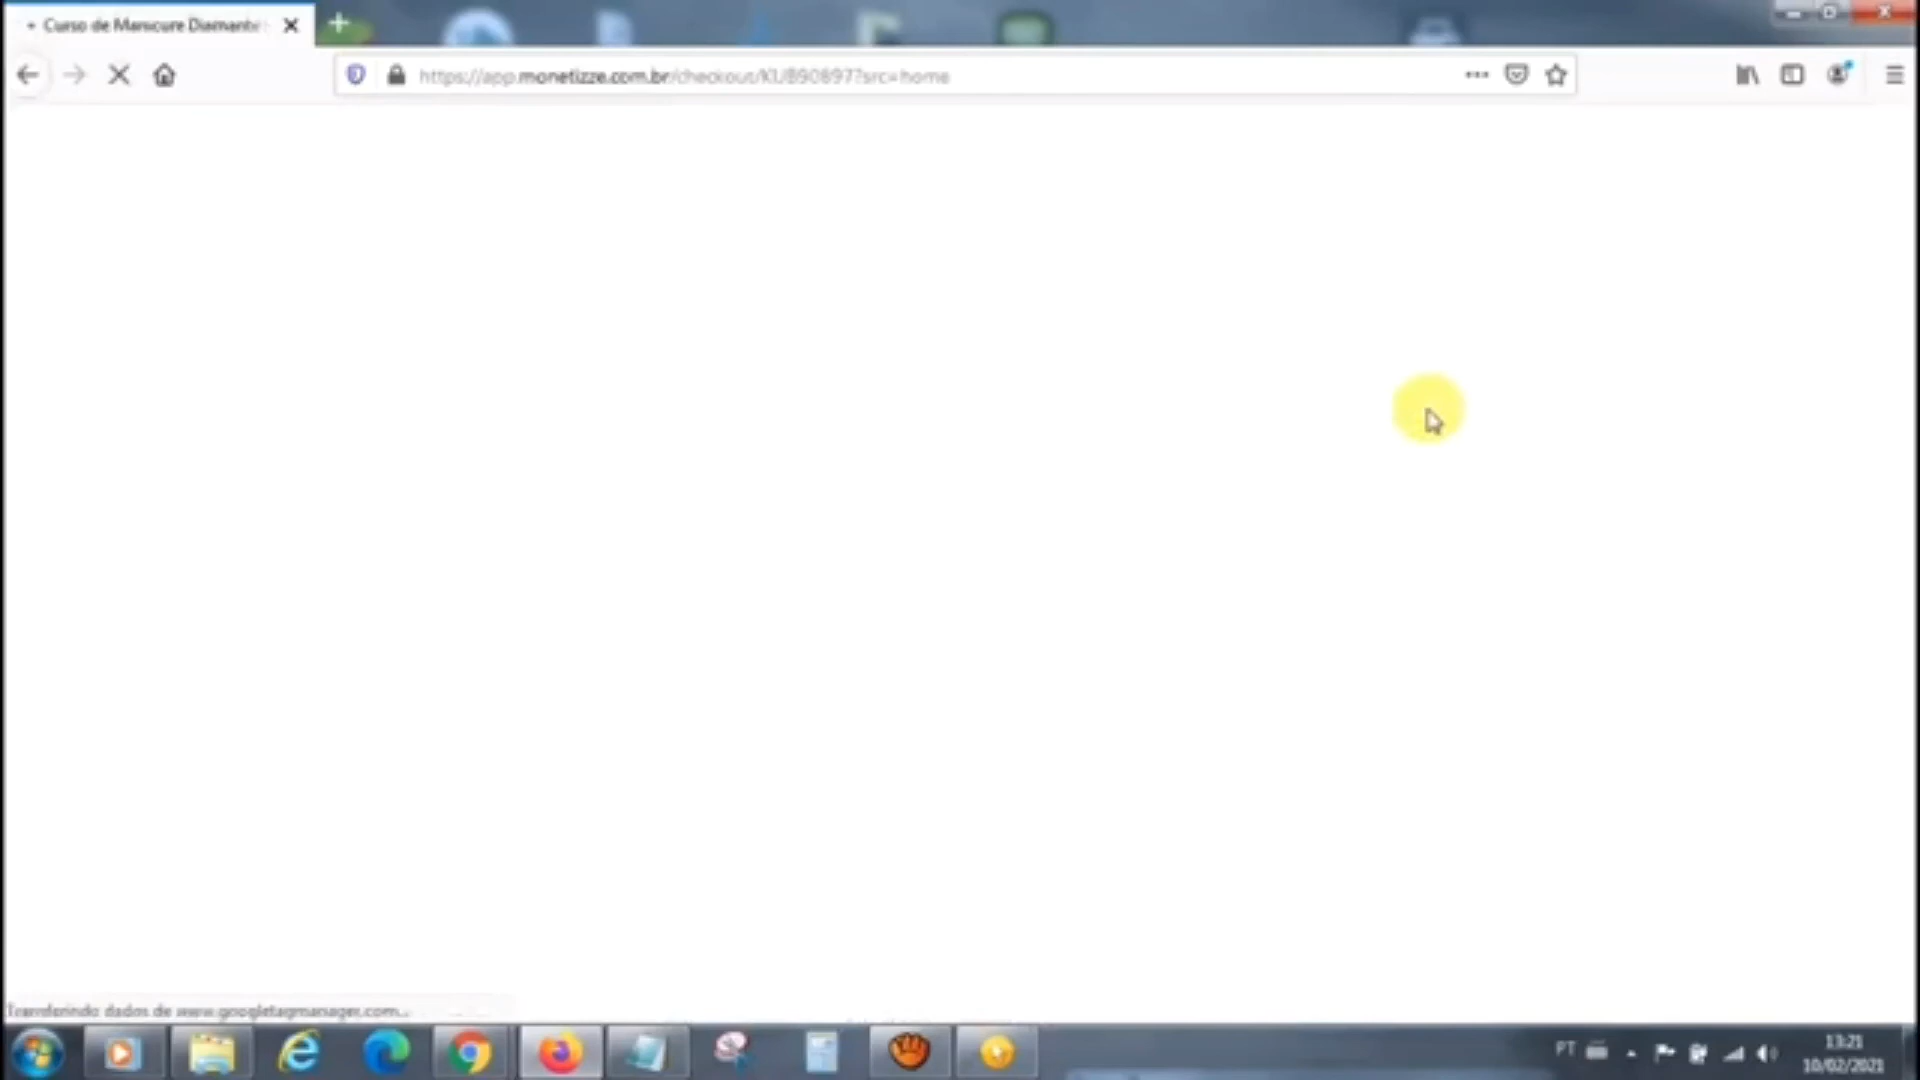 Curso de Manicure Diamante
https://app.monetizze.com.br/checkout/KUB90897?src=home
Transferindo dados de www.googletagmanager.com...
PT
13:21
10/02/2021